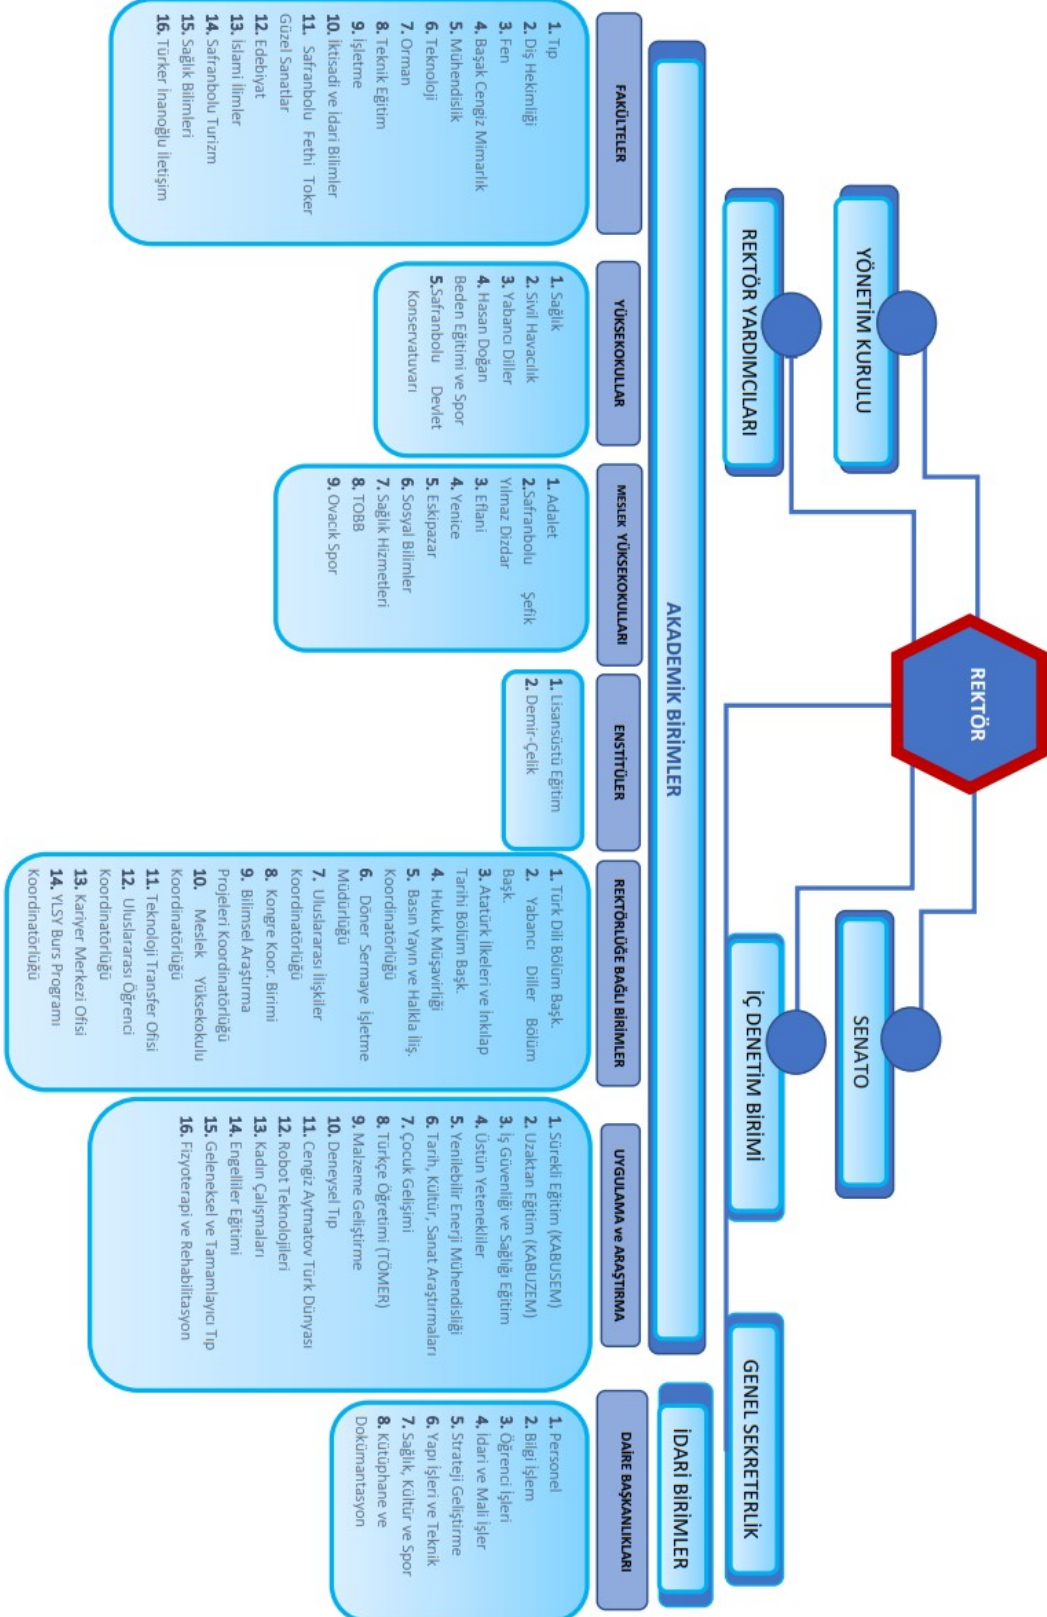 REKTÖR
YÖNETİM KURULU
SENATO
REKTÖR YARDIMCILARI
İÇ DENETİM BİRİMİ
GENEL SEKRETERLİK
AKADEMİK BİRİMLER
İDARİ BİRİMLER
FAKÜLTELER
1. Tıp
2. Diş Hekimliği
3. Fen
4. Başak Cengiz Mimarlık
5. Mühendislik
6. Teknoloji
7. Orman
8. Teknik Eğitim
9. İşletme
10. İktisadi ve İdari Bilimler
11. Safranbolu Fethi Toker
Güzel Sanatlar
12. Edebiyat
13. İslami İlimler
14. Safranbolu Turizm
15. Sağlık Bilimleri
16. Türker İnanoğlu İletişim
YÜKSEKOKULLAR
1. Sağlık
2. Sivil Havacılık
3. Yabancı Diller
4. Hasan Doğan
Beden Eğitimi ve Spor
5.Safranbolu Devlet
Konservatuvarı
MESLEK YÜKSEKOKULLARI
1. Adalet
2.Safranbolu Şefik
Yılmaz Dizdar
3. Eflani
4. Yenice
5. Eskipazar
6. Sosyal Bilimler
7. Sağlık Hizmetleri
8. TOBB
9. Ovacık Spor
ENSTİTÜLER
1. Lisansüstü Eğitim
2. Demir-Çelik
REKTÖRLÜĞE BAĞLI BİRİMLER
1. Türk Dili Bölüm Başk.
2. Yabancı Diller Bölüm
Başk.
3. Atatürk İlkeleri ve İnkılap
Tarihi Bölüm Başk.
4. Hukuk Müşavirliği
5. Basın Yayın ve Halkla İliş.
Koordinatörlüğü
6. Döner Sermaye İşletme
Müdürlüğü
7. Uluslararası İlişkiler
Koordinatörlüğü
8. Kongre Koor. Birimi
9. Bilimsel Araştırma
Projeleri Koordinatörlüğü
10. Meslek Yüksekokulu
Koordinatörlüğü
11. Teknoloji Transfer Ofisi
12. Uluslararası Öğrenci
Koordinatörlüğü
13. Kariyer Merkezi Ofisi
14. YLSY Burs Programı
Koordinatörlüğü
UYGULAMA ve ARAŞTIRMA
1. Sürekli Eğitim (KABUSEM)
2. Uzaktan Eğitim (KABUZEM)
3. İş Güvenliği ve Sağlığı Eğitim
4. Üstün Yetenekliler
5. Yenilebilir Enerji Mühendisliği
6. Tarih, Kültür, Sanat Araştırmaları
7. Çocuk Gelişimi
8. Türkçe Öğretimi (TÖMER)
9. Malzeme Geliştirme
10. Deneysel Tıp
11. Cengiz Aytmatov Türk Dünyası
12. Robot Teknolojileri
13. Kadın Çalışmaları
14. Engelliler Eğitimi
15. Geleneksel ve Tamamlayıcı Tıp
16. Fizyoterapi ve Rehabilitasyon
DAİRE BAŞKANLIKLARI
1. Personel
2. Bilgi İşlem
3. Öğrenci İşleri
4. İdari ve Mali İşler
5. Strateji Geliştirme
6. Yapı İşleri ve Teknik
7. Sağlık, Kültür ve Spor
8. Kütüphane ve
Dokümantasyon